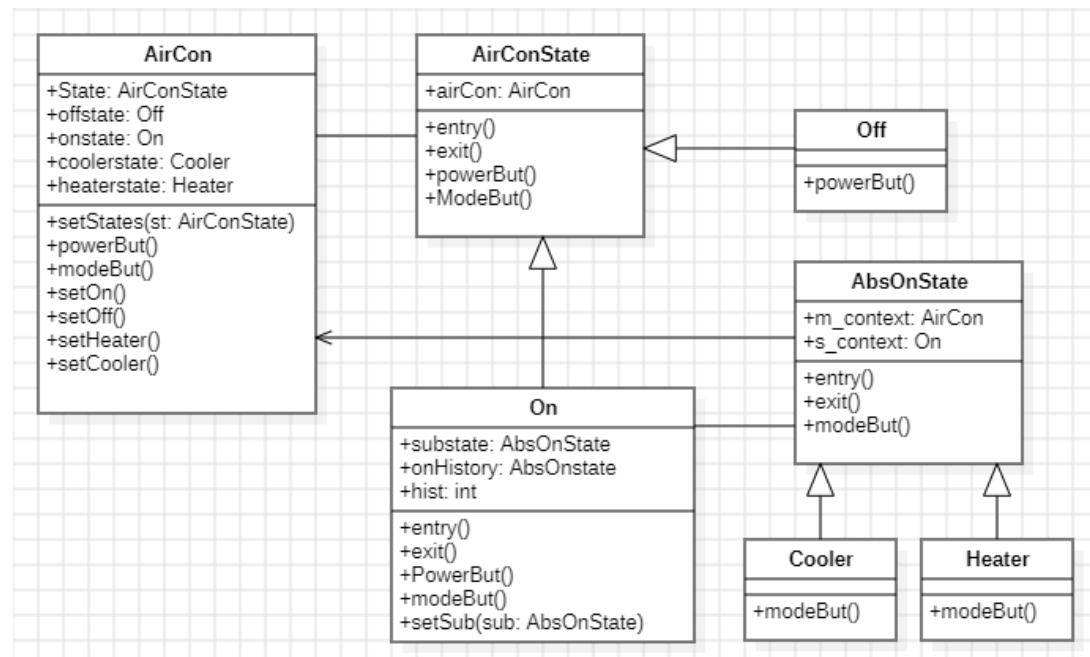 AirCon
+State: AirConState
+offstate: Off
+onstate: On
+coolerstate: Cooler
+heaterstate: Heater
+setStates(st: AirConState)
+powerBut()
+modeBut()
+setOn()
+setOff()
+setHeater()
+setCooler()
AirConState
+airCon: AirCon
+entry()
+exit()
+powerBut()
+ModeBut()
Off
+powerBut()
AbsOnState
+m_context: AirCon
+s_context: On
+entry()
+exit()
+modeBut()
On
+substate: AbsOnState
+onHistory: AbsOnstate
+hist: int
+entry()
+exit()
+PowerBut()
+modeBut()
+setSub(sub: AbsOnState)
Cooler
+modeBut()
Heater
+modeBut()